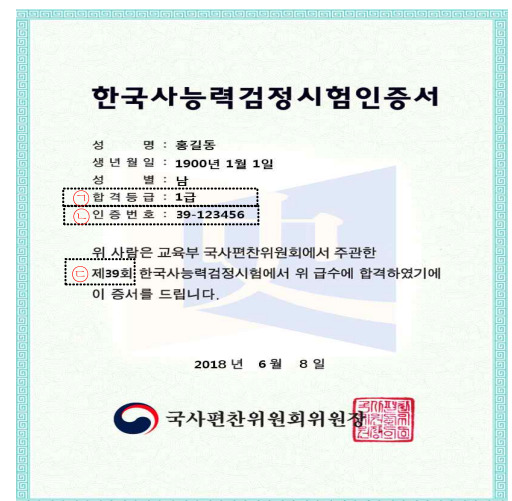 한국사능력검정시험인증서
성 명 : 홍길동
생 년 월 일 : 1900년 1월 1일
성 별 : 남
㉠ 합 격 등 급 : 1급
㉡ 인 증 번 호 : 39-123456
위 사람은 교육부 국사편찬위원회에서 주관한
㉢ 제39회 한국사능력검정시험에서 위 급수에 합격하였기에
이 증서를 드립니다.
2018 년 6 월 8 일
국사편찬위원회위원장